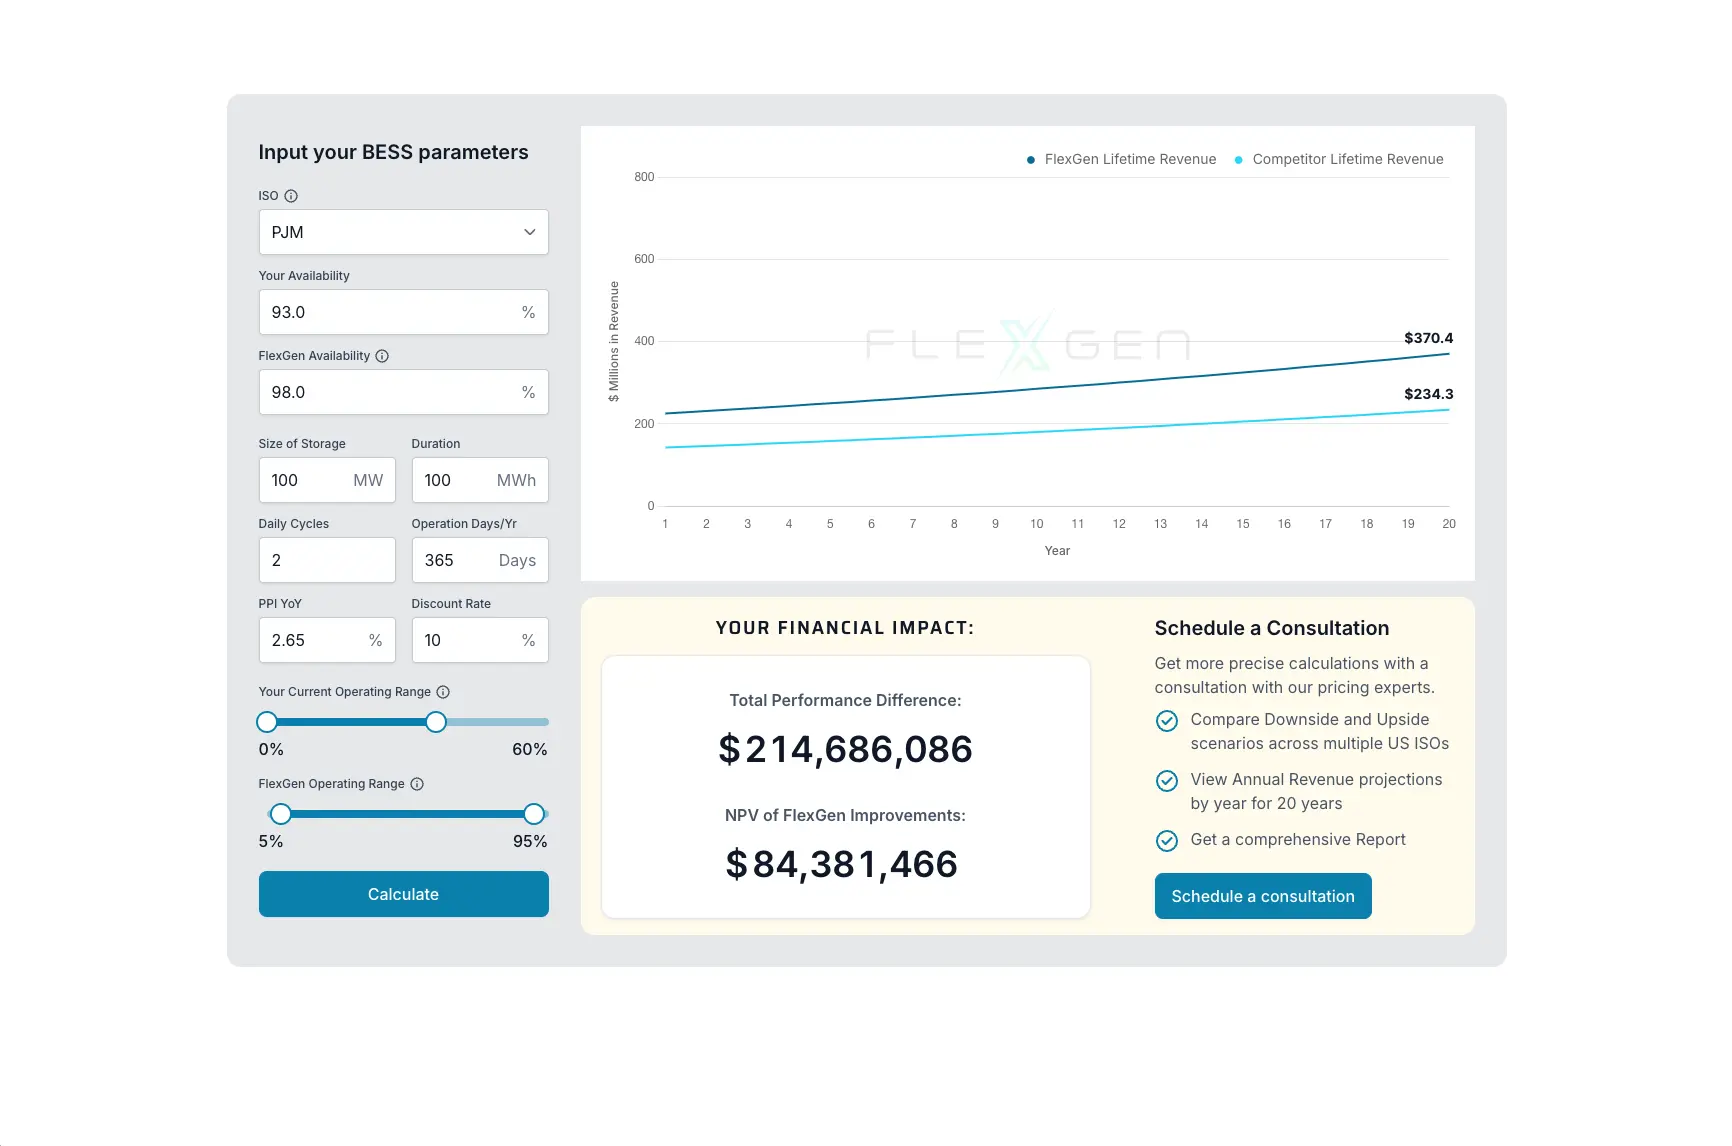 Input your BESS parameters
ISO
PJM
Your Availability
93.0 %
FlexGen Availability
98.0 %
Size of Storage Duration
100 MW 100 MWh
Daily Cycles Operation Days/Yr
2 365 Days
PPI YoY Discount Rate
2.65 % 10 %
Your Current Operating Range
0% 60%
FlexGen Operating Range
5% 95%
Calculate
FlexGen Lifetime Revenue Competitor Lifetime Revenue
800
600
400
200
0
$ Millions in Revenue
FLEXGEN
$370.4
$234.3
1 2 3 4 5 6 7 8 9 10 11 12 13 14 15 16 17 18 19 20
Year
YOUR FINANCIAL IMPACT:
Total Performance Difference:
$214,686,086
NPV of FlexGen Improvements:
$84,381,466
Schedule a Consultation
Get more precise calculations with a
consultation with our pricing experts.
Compare Downside and Upside
scenarios across multiple US ISOs
View Annual Revenue projections
by year for 20 years
Get a comprehensive Report
Schedule a consultation